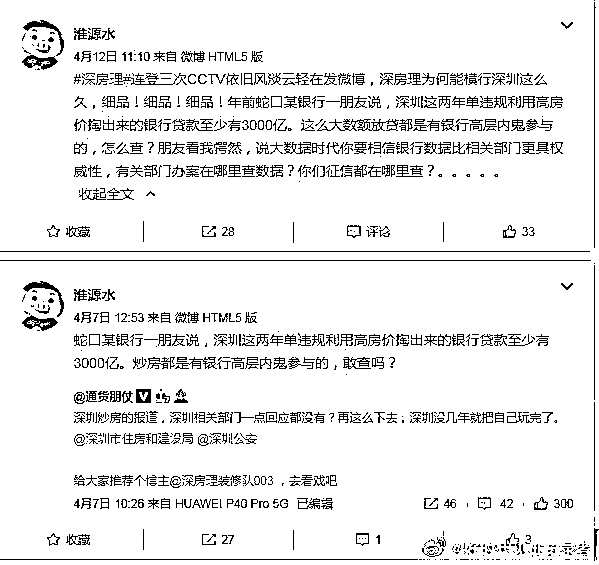 淮源水
4月12日 11:10 来自 微博 HTML5 版
#深房理#连登三次CCTV依旧风淡云轻在发微博，深房理为何能横行深圳这么
久，细品！细品！细品！年前蛇口某银行一朋友说，深圳这两年单违规利用高房
价掏出来的银行贷款至少有3000亿。这么大数额放贷都是有银行高层内鬼参与
的，怎么查？朋友看我愕然，说大数据时代你要相信银行数据比相关部门更具权
威性，有关部门办案在哪里查数据？你们征信都在哪里查？。。。。。
收起全文
收藏 28 评论 33
淮源水
4月7日 12:53 来自 微博 HTML5 版
蛇口某银行一朋友说，深圳这两年单违规利用高房价掏出来的银行贷款至少有
3000亿。炒房都是有银行高层内鬼参与的，敢查吗？
@通货朋仗
深圳炒房的报道，深圳相关部门一点回应都没有？再这么下去；深圳没几年就把自己玩完了。
@深圳市住房和建设局 @深圳公安
给大家推荐个博主@深房理装修队003 ，去看戏吧
4月7日 10:26 来自 HUAWEI P40 Pro 5G 已编辑 46 42 300
收藏 27 1 3